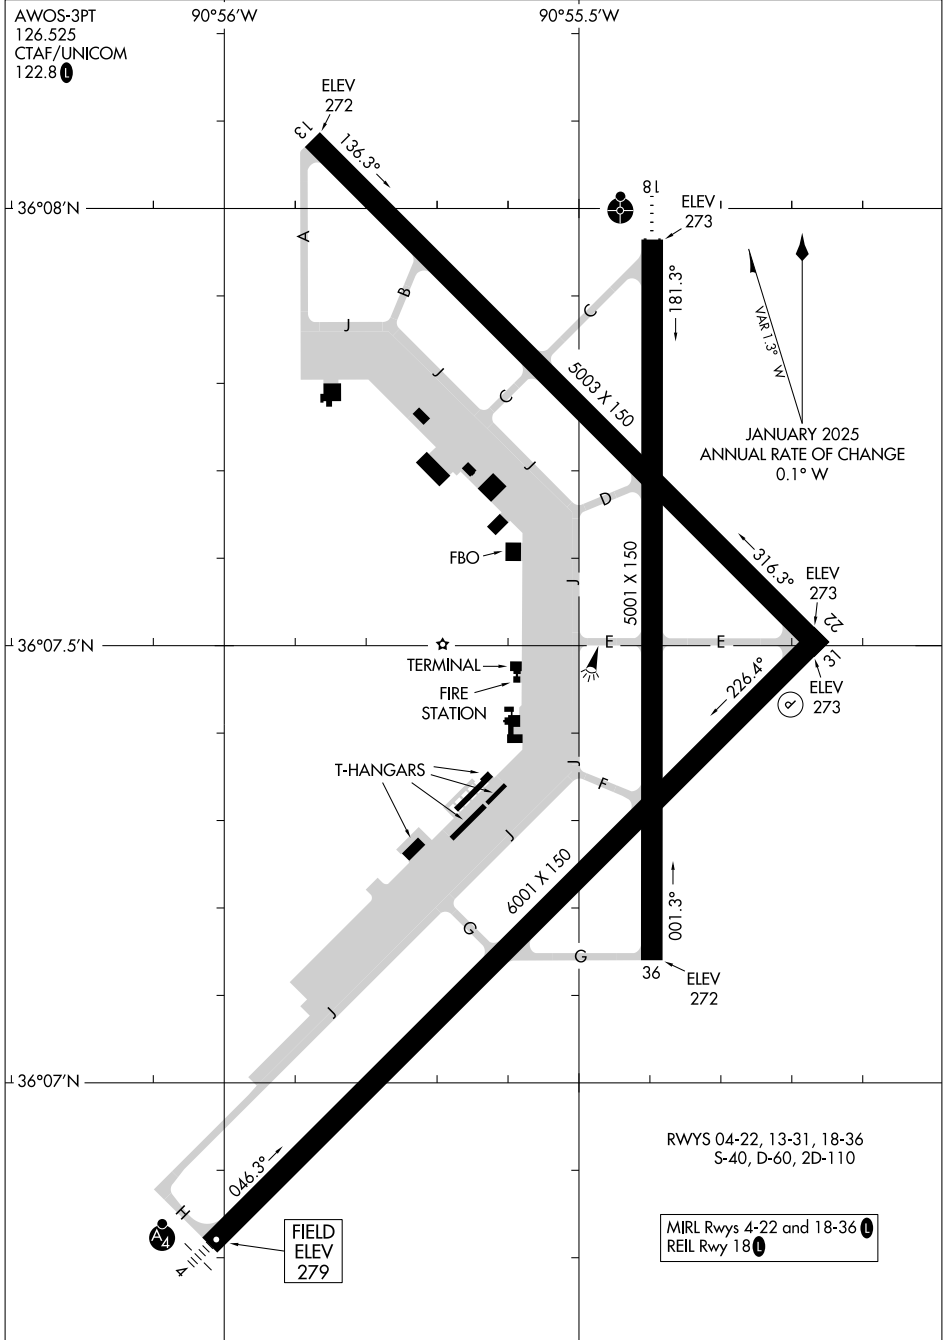 AWOS-3PT
126.525
CTAF/UNICOM
122.8 L
90°56'W
90°55.5'W
ELEV
272
13
136.3°
36°08'N
18
ELEV
273
A
B
J
C
181.3°
VAR 1.3° W
J
C
5003 X 150
JANUARY 2025
ANNUAL RATE OF CHANGE
0.1° W
J
D
FBO
J
5001 X 150
316.3°
ELEV
273
22
36°07.5'N
E
E
31
TERMINAL
FIRE
STATION
226.4°
P
ELEV
273
T-HANGARS
J
F
J
6001 X 150
001.3°
G
G
36
ELEV
272
J
36°07'N
RWYS 04-22, 13-31, 18-36
S-40, D-60, 2D-110
046.3°
H
A4
4
FIELD
ELEV
279
MIRL Rwys 4-22 and 18-36 L
REIL Rwy 18 L